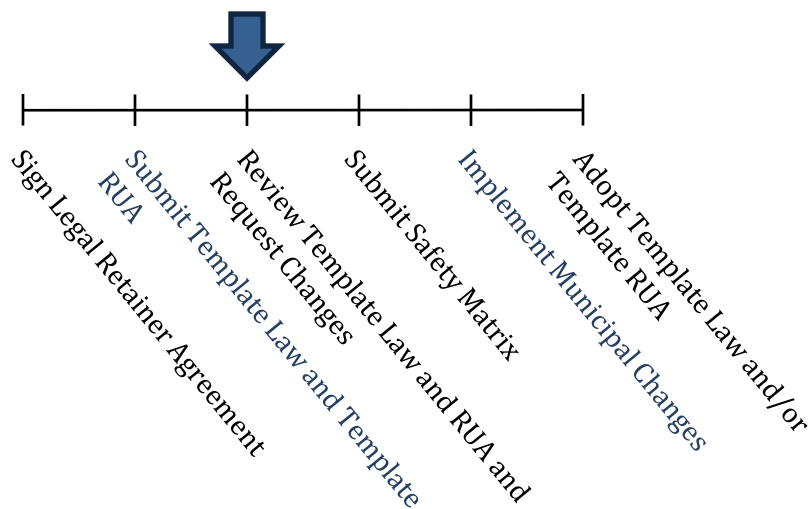 Sign Legal Retainer Agreement
Submit Template Law and Template
RUA
Review Template Law and RUA and
Request Changes
Submit Safety Matrix
Implement Municipal Changes
Adopt Template Law and/or
Template RUA